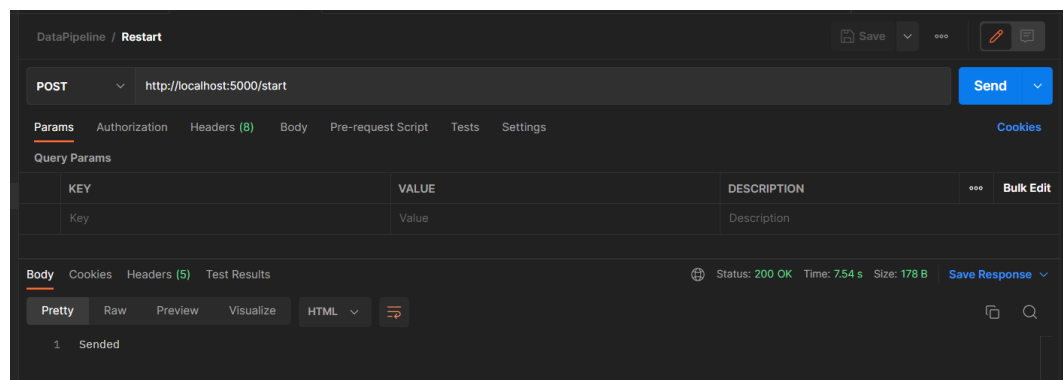 DataPipeline / Restart Save
POST http://localhost:5000/start Send
Params Authorization Headers (8) Body Pre-request Script Tests Settings Cookies
Query Params
KEY VALUE DESCRIPTION Bulk Edit
Key Value Description
Body Cookies Headers (5) Test Results Status: 200 OK Time: 7.54 s Size: 178 B Save Response
Pretty Raw Preview Visualize HTML
1 Sended